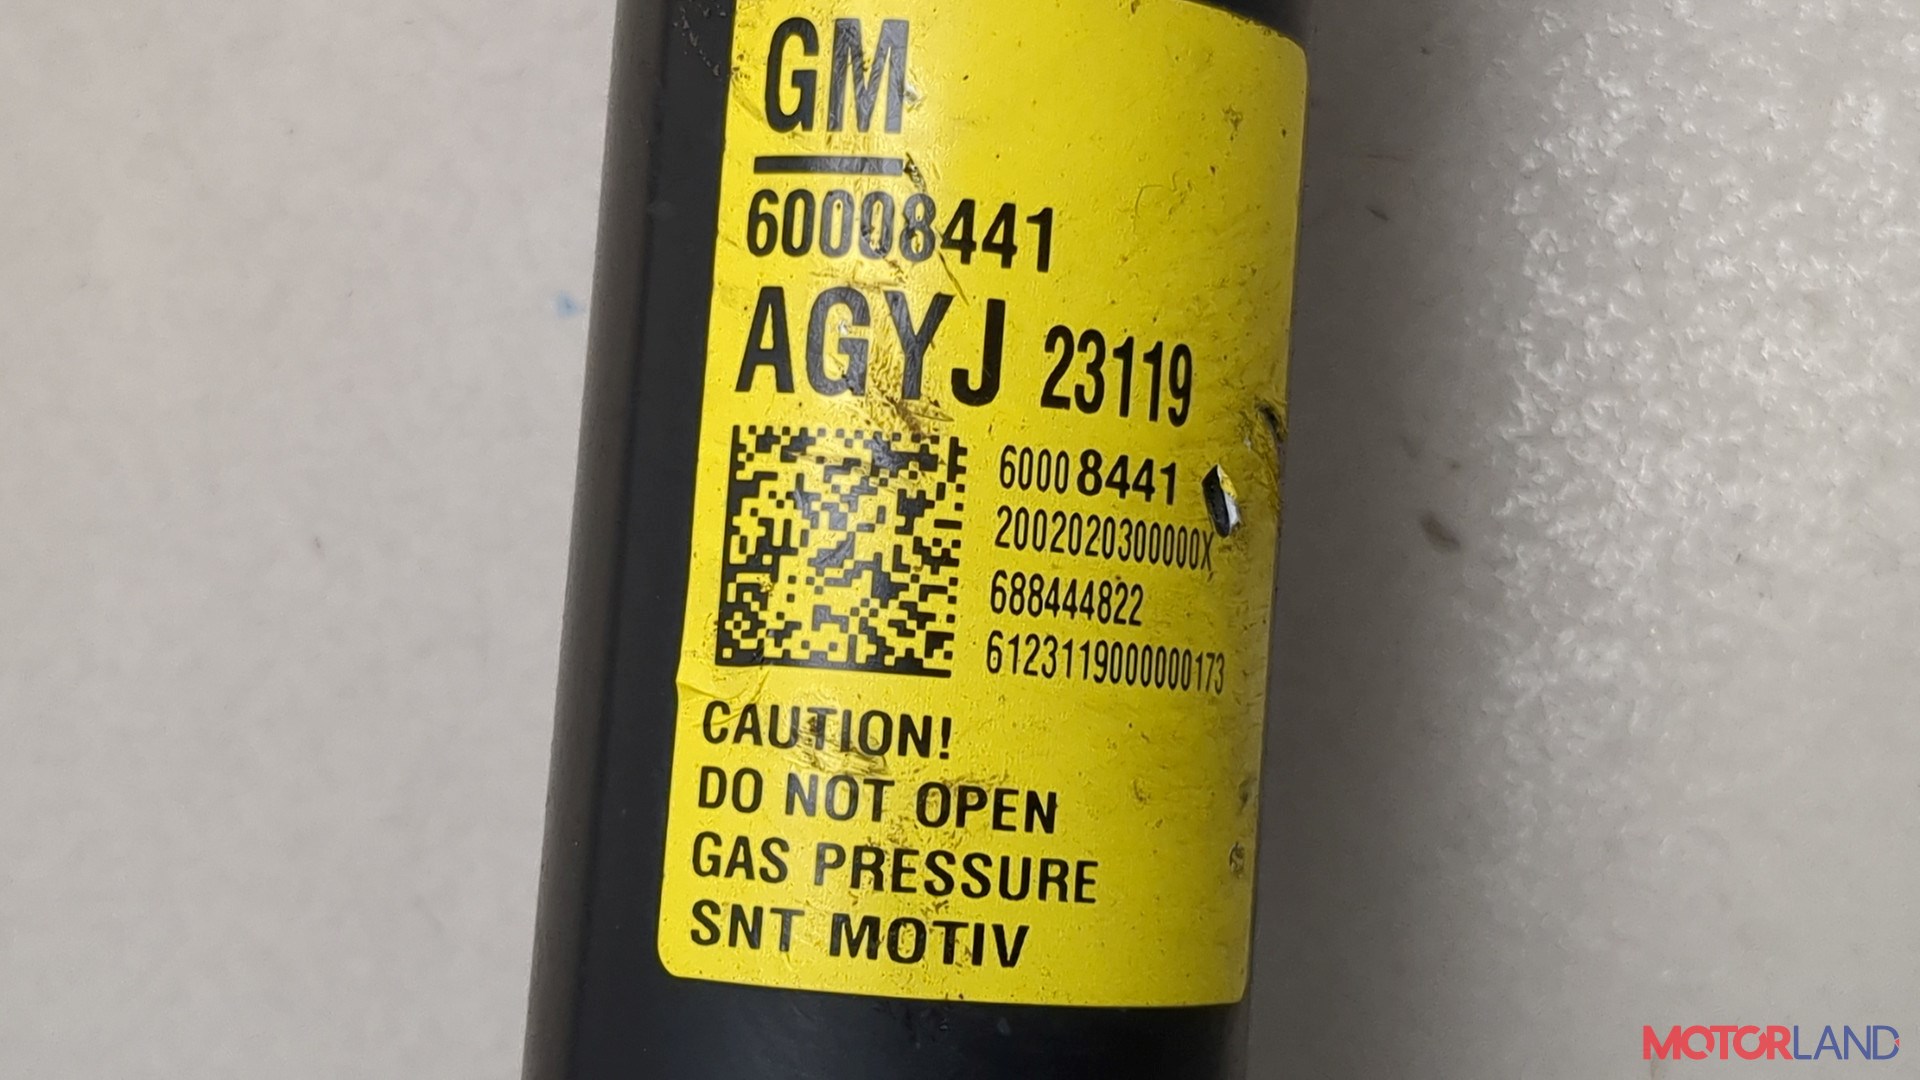 GM
60008441
AGYJ 23119
60008441
2002020300000X
688444822
6123119000000173
CAUTION!
DO NOT OPEN
GAS PRESSURE
SNT MOTIV
MOTORLAND